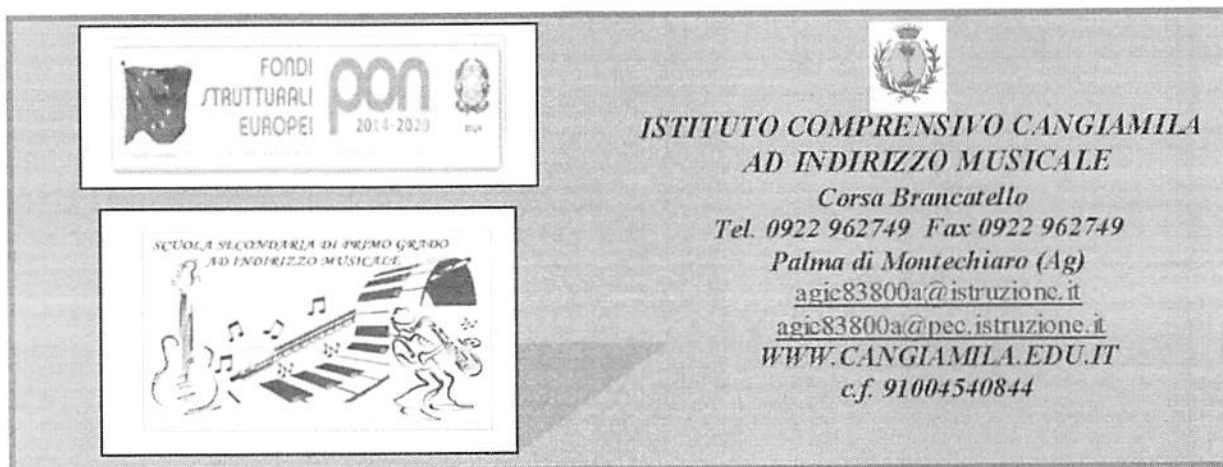 FONDI
STRUTTURALI
EUROPEI
pon
2014-2020
SCUOLA SECONDARIA DI PRIMO GRADO
AD INDIRIZZO MUSICALE
ISTITUTO COMPRENSIVO CANGIAMILA
AD INDIRIZZO MUSICALE
Corsa Brancatello
Tel. 0922 962749 Fax 0922 962749
Palma di Montechiaro (Ag)
agic83800a@istruzione.it
agic83800a@pec.istruzione.it
WWW.CANGIAMILA.EDU.IT
c.f. 91004540844